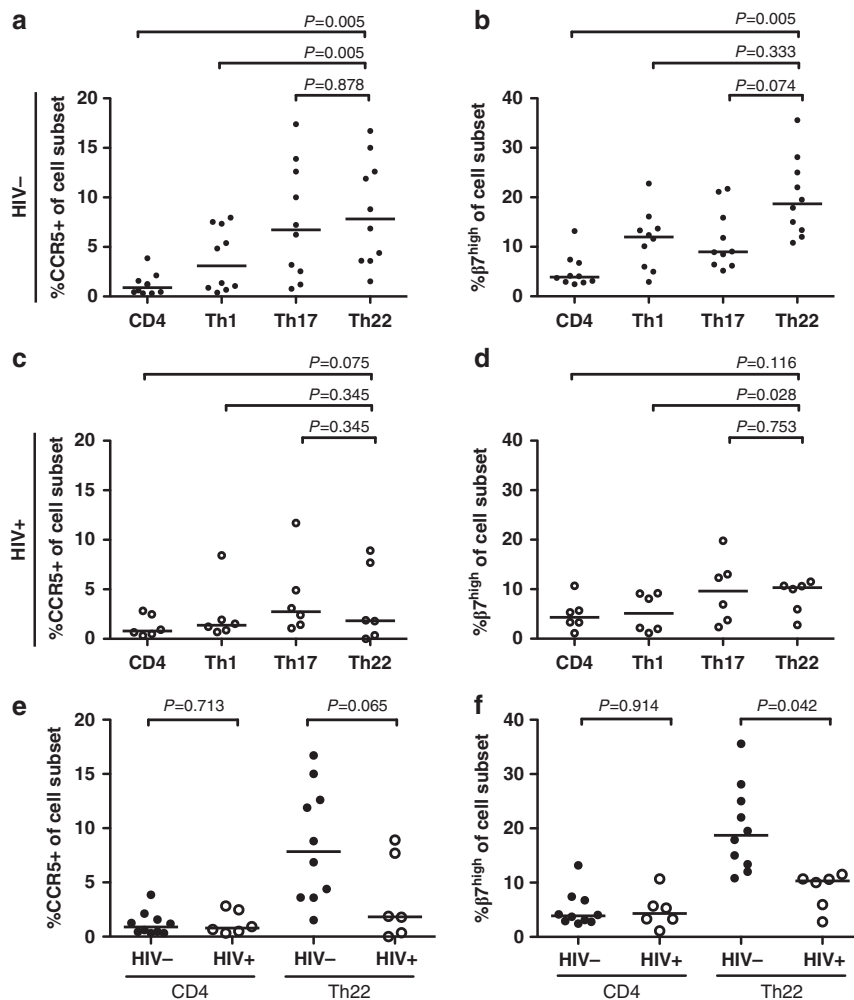 a
P=0.005
P=0.005
P=0.878
HIV–
%CCR5+ of cell subset
20
15
10
5
0
CD4 Th1 Th17 Th22
b
P=0.005
P=0.333
P=0.074
%β7high of cell subset
40
30
20
10
0
CD4 Th1 Th17 Th22
c
P=0.075
P=0.345
P=0.345
HIV+
%CCR5+ of cell subset
20
15
10
5
0
CD4 Th1 Th17 Th22
d
P=0.116
P=0.028
P=0.753
%β7high of cell subset
40
30
20
10
0
CD4 Th1 Th17 Th22
e
P=0.713 P=0.065
%CCR5+ of cell subset
20
15
10
5
0
HIV– HIV+ HIV– HIV+
CD4 Th22
f
P=0.914 P=0.042
%β7high of cell subset
40
30
20
10
0
HIV– HIV+ HIV– HIV+
CD4 Th22